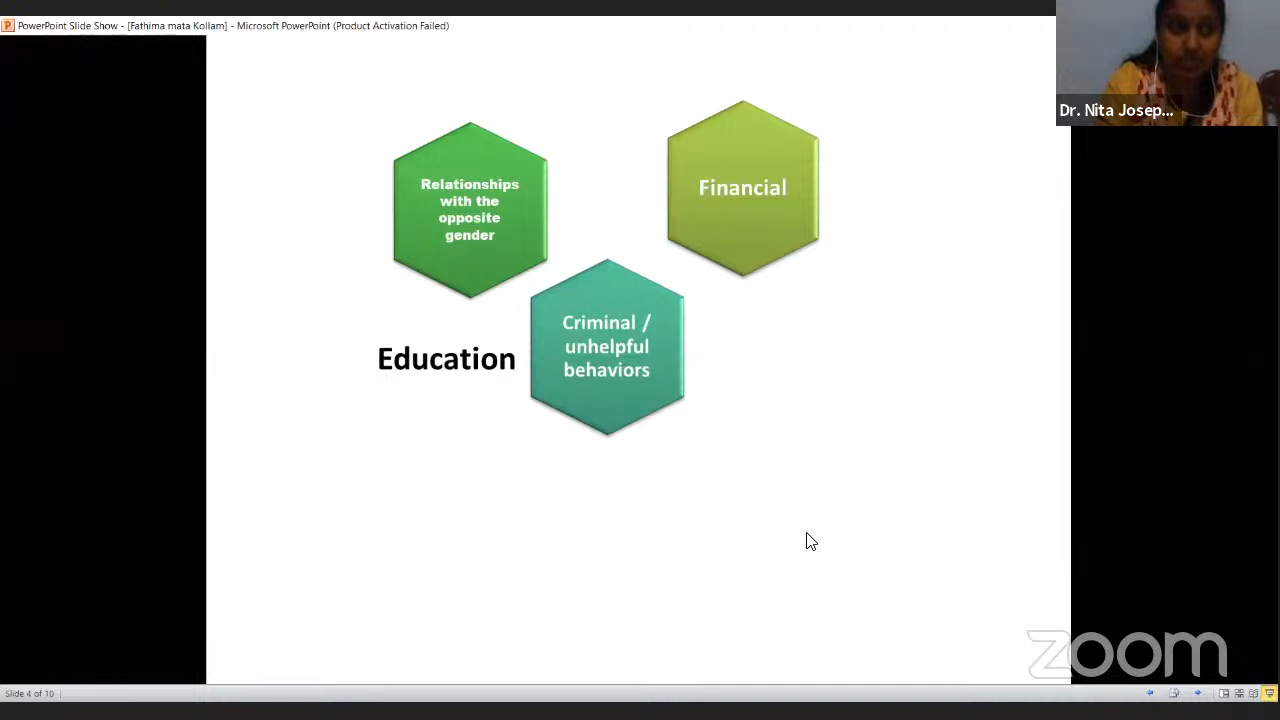 PowerPoint Slide Show - [Fathima mata Kollam] - Microsoft PowerPoint (Product Activation Failed)
Dr. Nita Josep...
Relationships
with the
opposite
gender
Financial
Criminal /
unhelpful
behaviors
Education
zoom
Slide 4 of 10